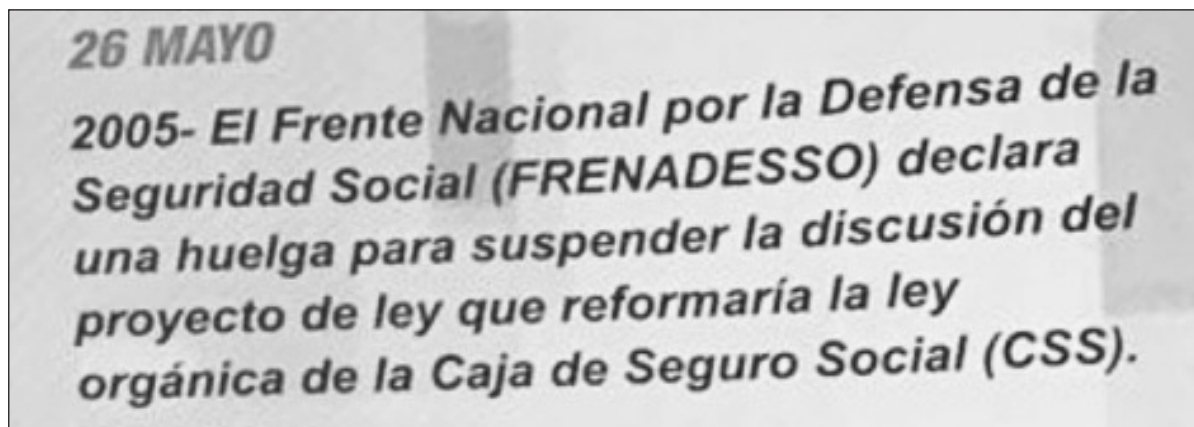 26 MAYO
2005- El Frente Nacional por la Defensa de la
Seguridad Social (FRENADESSO) declara
una huelga para suspender la discusión del
proyecto de ley que reformaría la ley
orgánica de la Caja de Seguro Social (CSS).